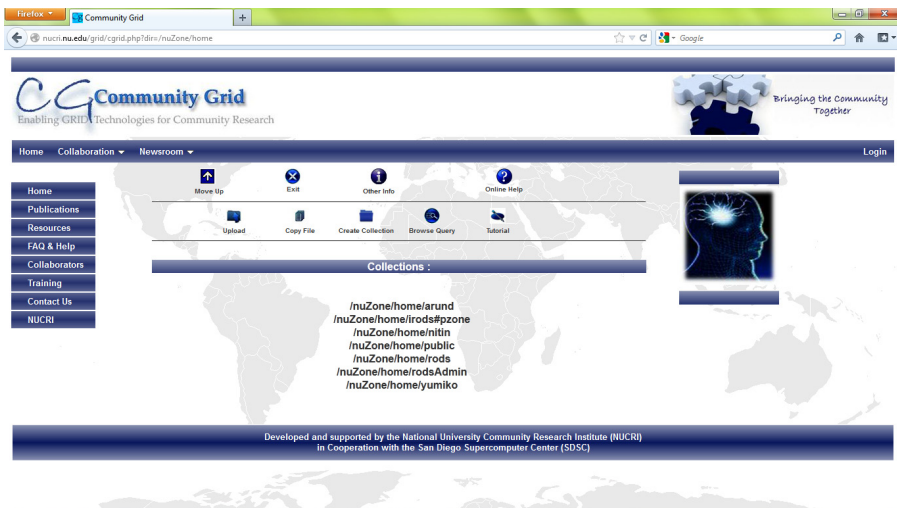 Firefox
Community Grid
nucri.nu.edu/grid/cgrid.php?dir=/nuZone/home
Google
CG Community Grid
Enabling GRID Technologies for Community Research
Bringing the Community
Together
Home Collaboration Newsroom Login
Home
Publications
Resources
FAQ & Help
Collaborators
Training
Contact Us
NUCRI
Move Up Exit Other Info Online Help
Upload Copy File Create Collection Browse Query Tutorial
Collections :
/nuZone/home/arund
/nuZone/home/irods#pzone
/nuZone/home/nitin
/nuZone/home/public
/nuZone/home/rods
/nuZone/home/rodsAdmin
/nuZone/home/yumiko
Developed and supported by the National University Community Research Institute (NUCRI)
in Cooperation with the San Diego Supercomputer Center (SDSC)